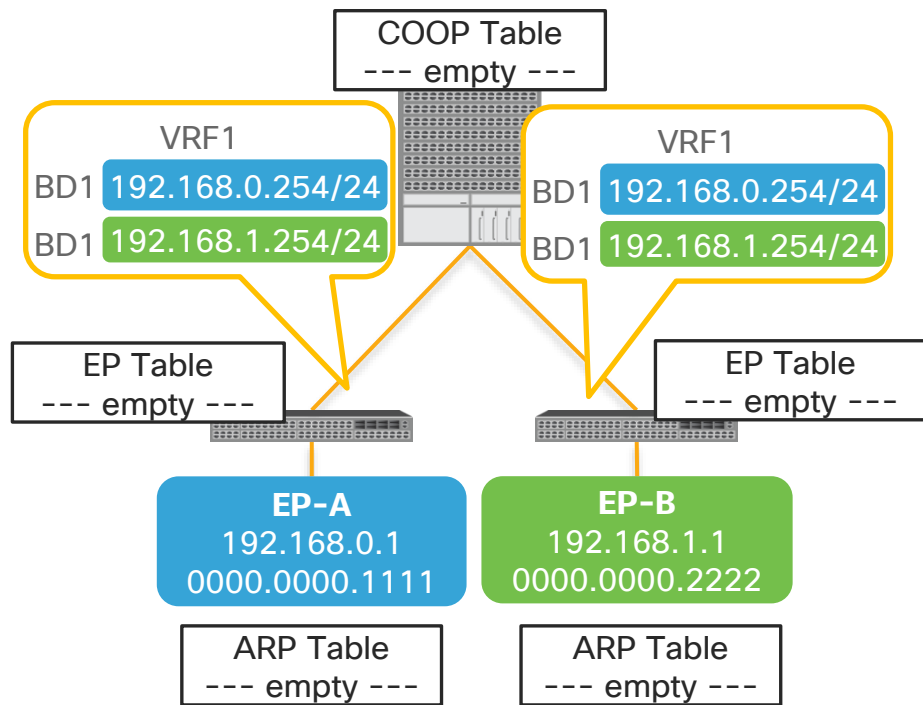 COOP Table
--- empty ---
VRF1
BD1 192.168.0.254/24
BD1 192.168.1.254/24
VRF1
BD1 192.168.0.254/24
BD1 192.168.1.254/24
EP Table
--- empty ---
EP Table
--- empty ---
EP-A
192.168.0.1
0000.0000.1111
EP-B
192.168.1.1
0000.0000.2222
ARP Table
--- empty ---
ARP Table
--- empty ---